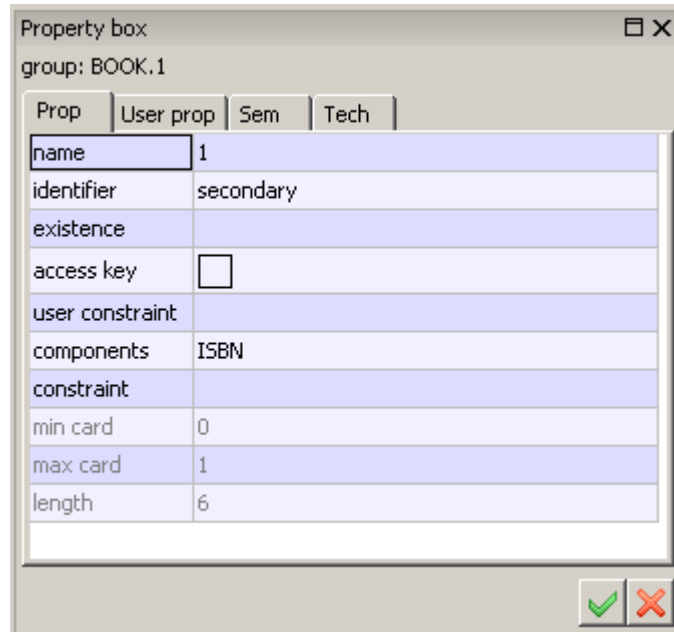 Property box
group: BOOK.1
Prop User prop Sem Tech
name 1
identifier secondary
existence
access key
user constraint
components ISBN
constraint
min card 0
max card 1
length 6